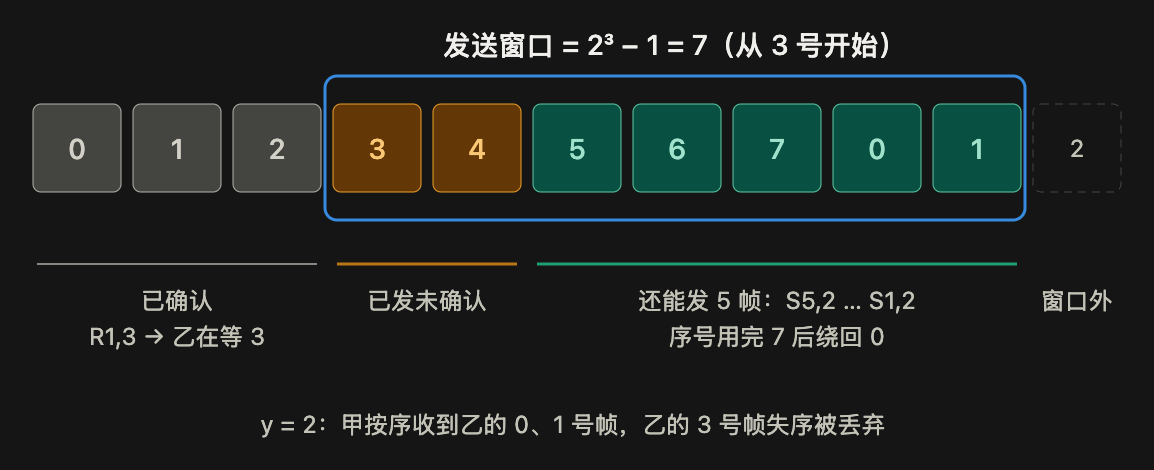 发送窗口 = 2³ − 1 = 7（从 3 号开始）
0 1 2 3 4 5 6 7 0 1 2
已确认
R1,3 → 乙在等 3
已发未确认
还能发 5 帧：S5,2 … S1,2
序号用完 7 后绕回 0
窗口外
y = 2：甲按序收到乙的 0、1 号帧，乙的 3 号帧失序被丢弃